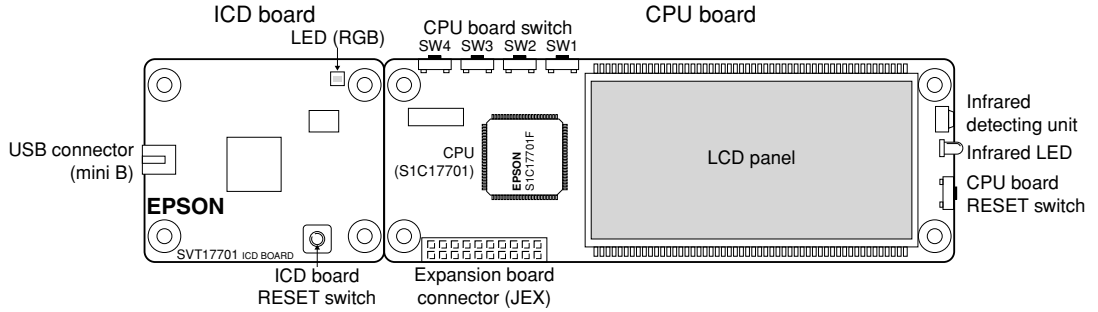 ICD board
LED (RGB)
CPU board switch
SW4 SW3 SW2 SW1
CPU board
USB connector
(mini B)
CPU
(S1C17701)
EPSON
S1C17701F
LCD panel
Infrared
detecting unit
Infrared LED
CPU board
RESET switch
EPSON
SVT17701 ICD BOARD
ICD board
RESET switch
Expansion board
connector (JEX)